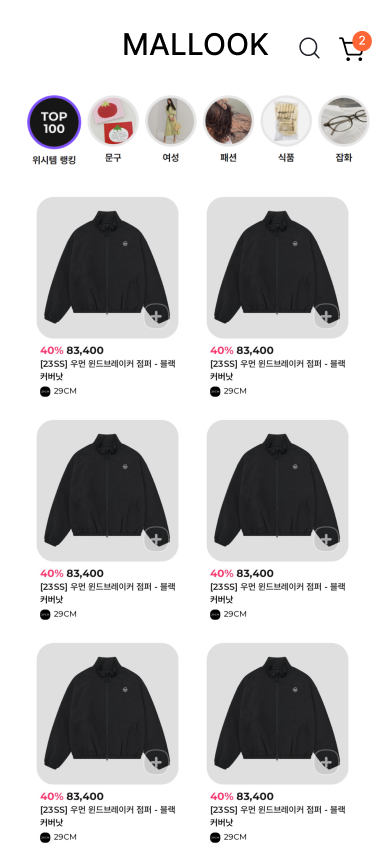 MALLOOK
2
TOP
100
위시템 랭킹
문구
여성
패션
식품
잡화
40% 83,400
[23SS] 우먼 윈드브레이커 점퍼 - 블랙
커버낫
29CM
40% 83,400
[23SS] 우먼 윈드브레이커 점퍼 - 블랙
커버낫
29CM
40% 83,400
[23SS] 우먼 윈드브레이커 점퍼 - 블랙
커버낫
29CM
40% 83,400
[23SS] 우먼 윈드브레이커 점퍼 - 블랙
커버낫
29CM
40% 83,400
[23SS] 우먼 윈드브레이커 점퍼 - 블랙
커버낫
29CM
40% 83,400
[23SS] 우먼 윈드브레이커 점퍼 - 블랙
커버낫
29CM